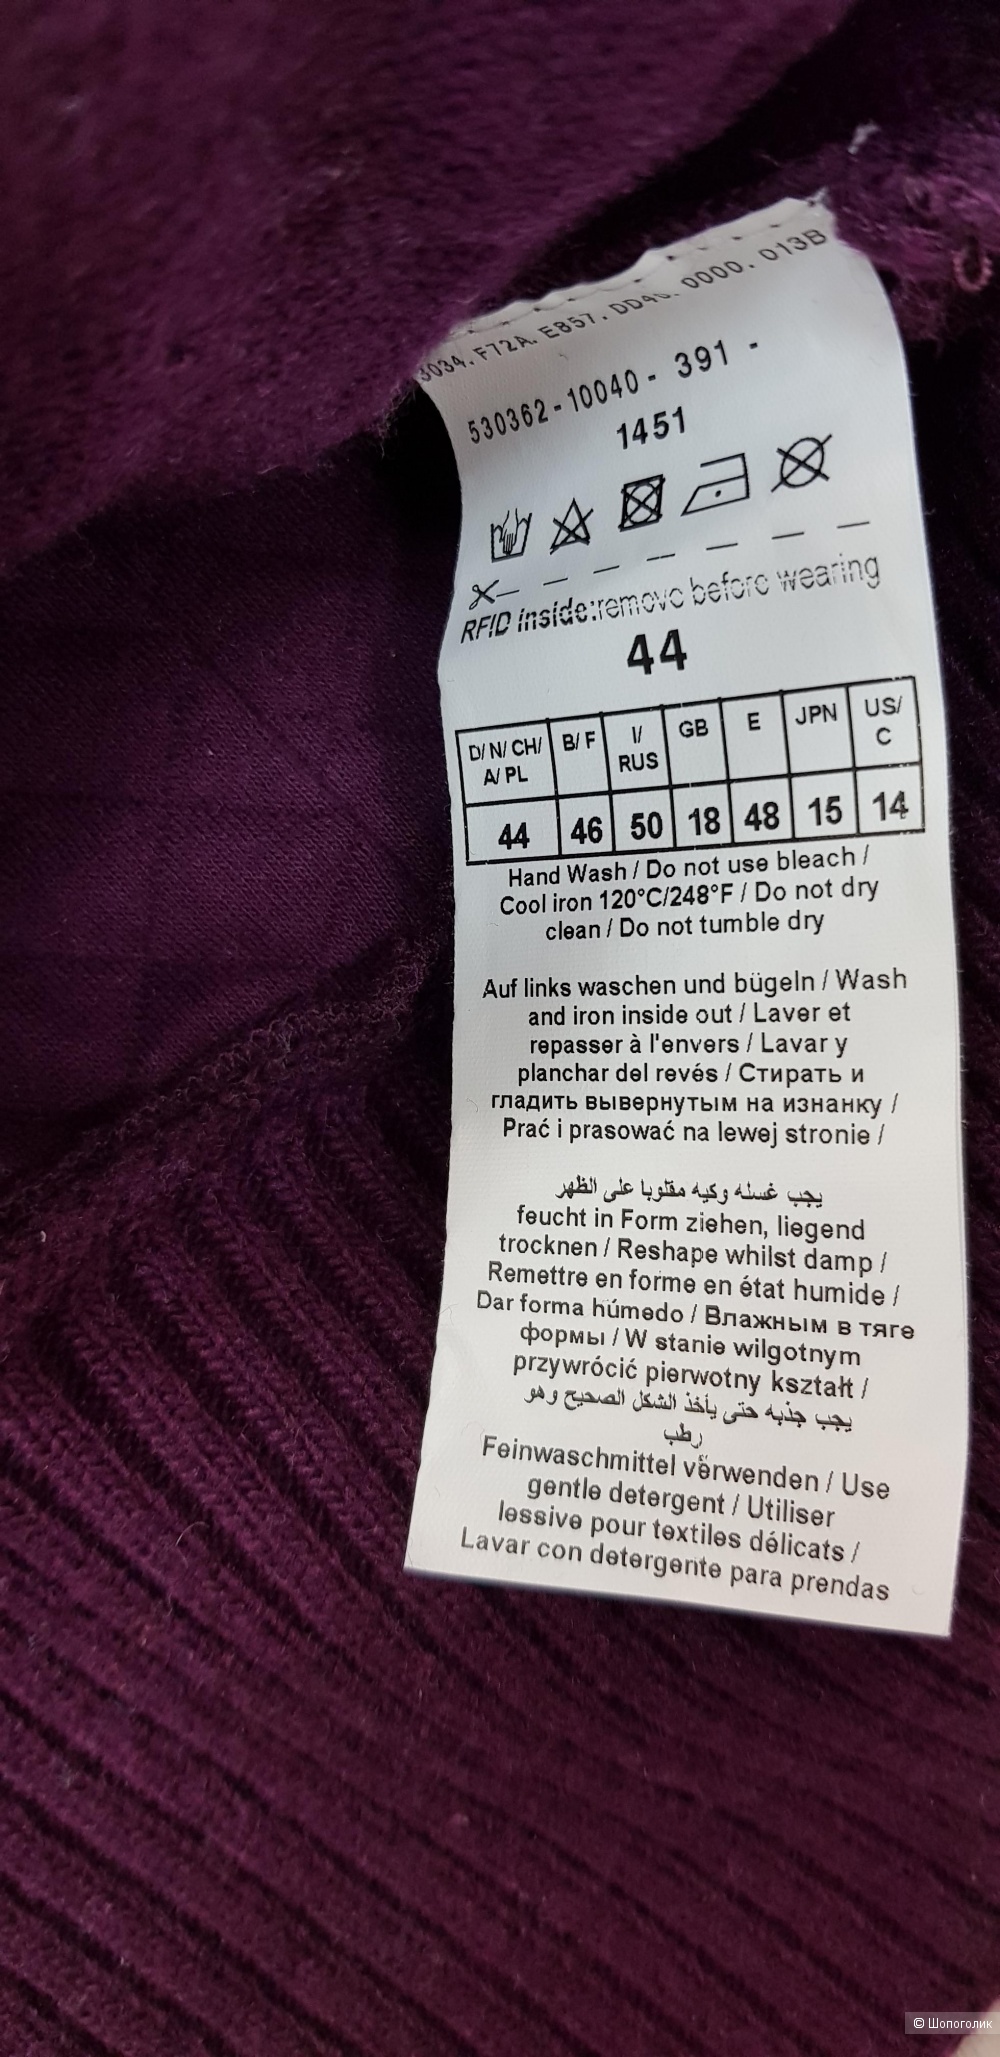 3034. F72A. E857. DD40. 0000. 013B
530362-10040- 391 -
1451
RFID inside:remove before wearing
44
D/ N/ CH/ A/ PL B/ F I/ RUS GB E JPN US/ C
44 46 50 18 48 15 14
Hand Wash / Do not use bleach /
Cool iron 120°C/248°F / Do not dry
clean / Do not tumble dry
Auf links waschen und bügeln / Wash
and iron inside out / Laver et
repasser à l'envers / Lavar y
planchar del revés / Стирать и
гладить вывернутым на изнанку /
Prać i prasować na lewej stronie /
يجب غسله وكيه مقلوبا على الظهر
feucht in Form ziehen, liegend
trocknen / Reshape whilst damp /
Remettre en forme en état humide /
Dar forma húmedo / Влажным в тяге
формы / W stanie wilgotnym
przywrócić pierwotny kształt /
يجب جذبه حتى يأخذ الشكل الصحيح وهو
رطب
Feinwaschmittel verwenden / Use
gentle detergent / Utiliser
lessive pour textiles délicats /
Lavar con detergente para prendas
© Шопоголик